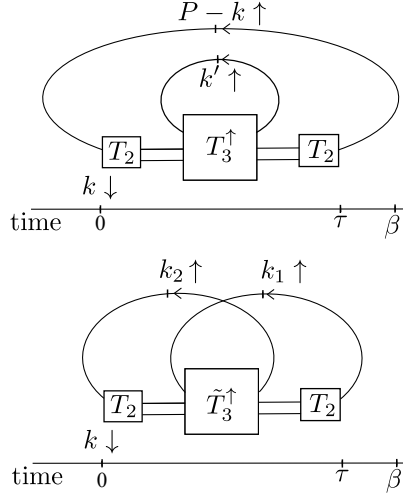 P − k ↑
k′ ↑
T₂ T₃↑ T₂
k ↓
time 0 τ β
k₂ ↑ k₁ ↑
T₂ T̃₃↑ T₂
k ↓
time 0 τ β